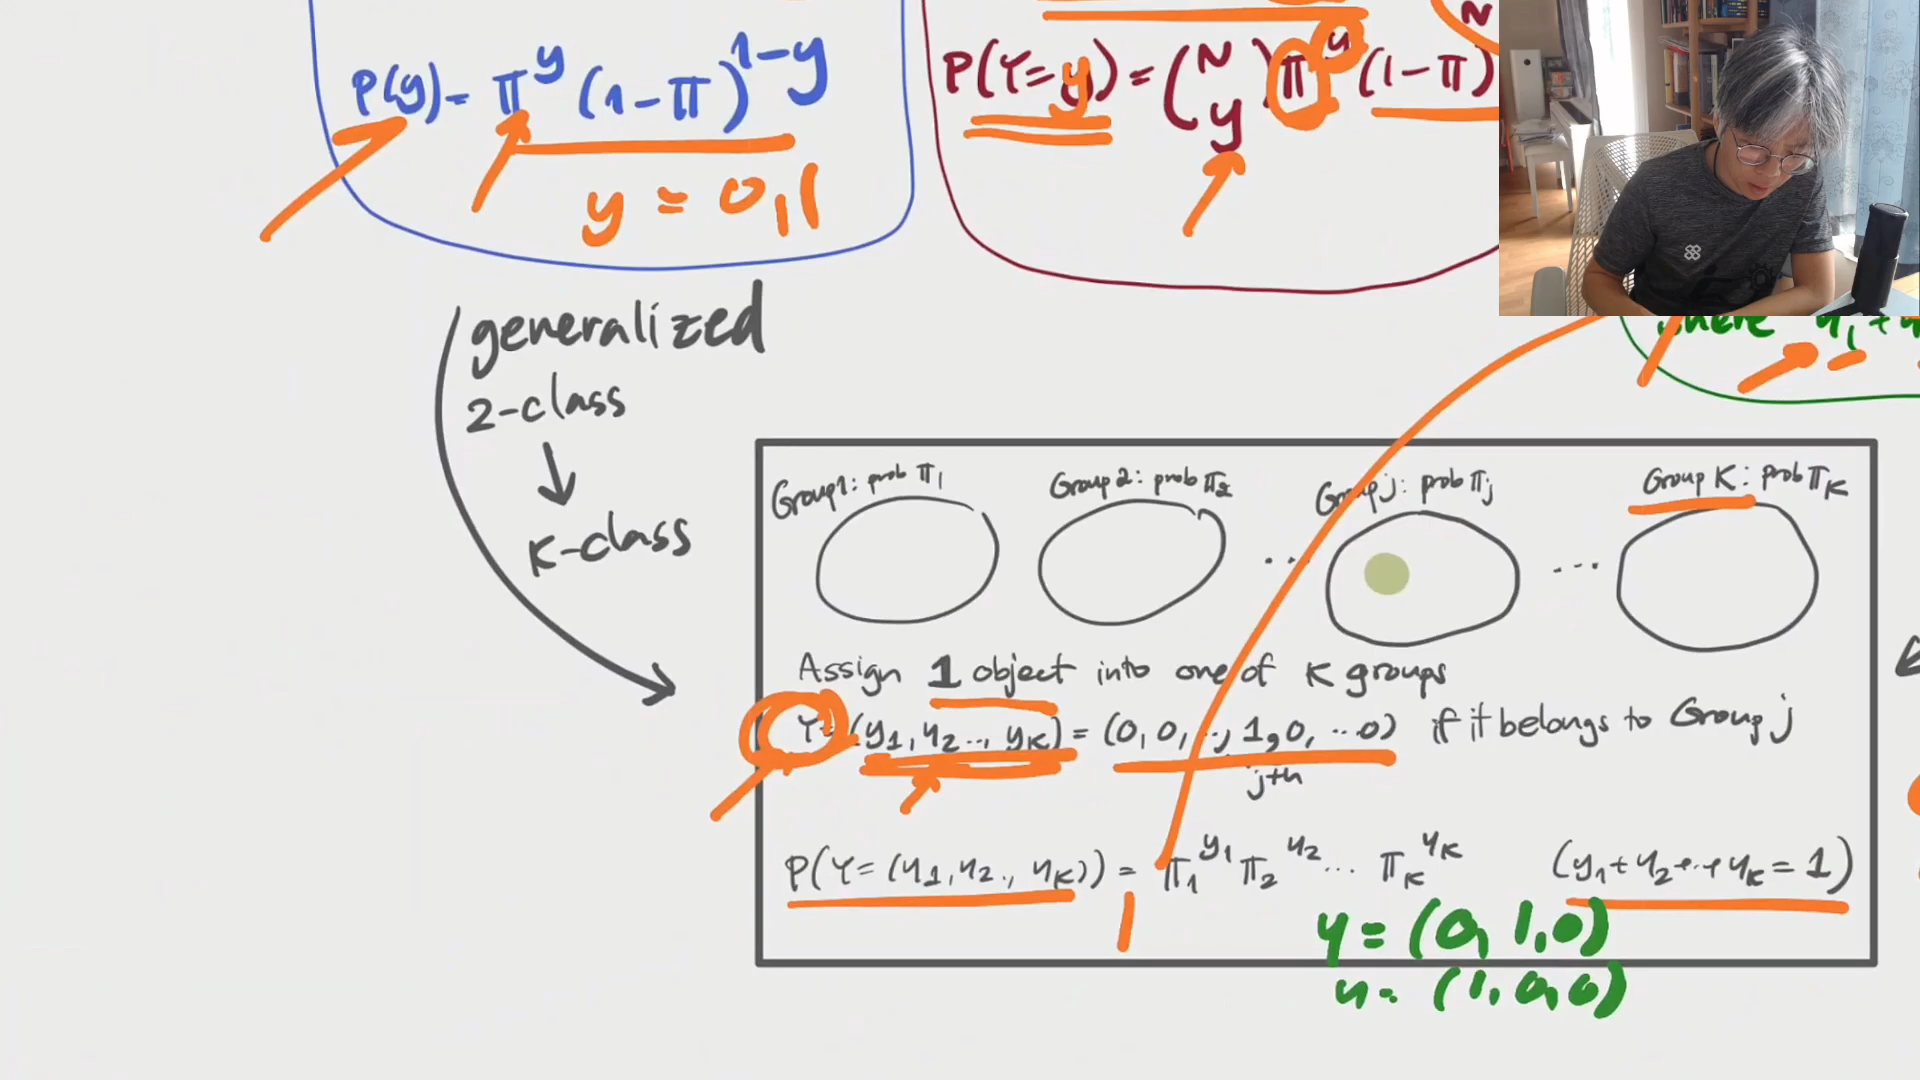 P(y) = π^y (1-π)^1-y
y = 0,1
P(Y=y) = (N y) π^y (1-π)
N
where y1 + y
generalized
2-class
K-class
Group1: prob π1
Group 2: prob π2
Group j: prob πj
Group K: prob πK
... ...
Assign 1 object into one of K groups
Y = (y1, y2 .., yK) = (0, 0, .., 1, 0, ..0) if it belongs to Group j
jth
P(Y = (y1, y2 .., yK)) = π1^y1 π2^y2 ... πK^yK (y1+y2+..+yK = 1)
y = (0, 1, 0)
y = (1, 0, 0)